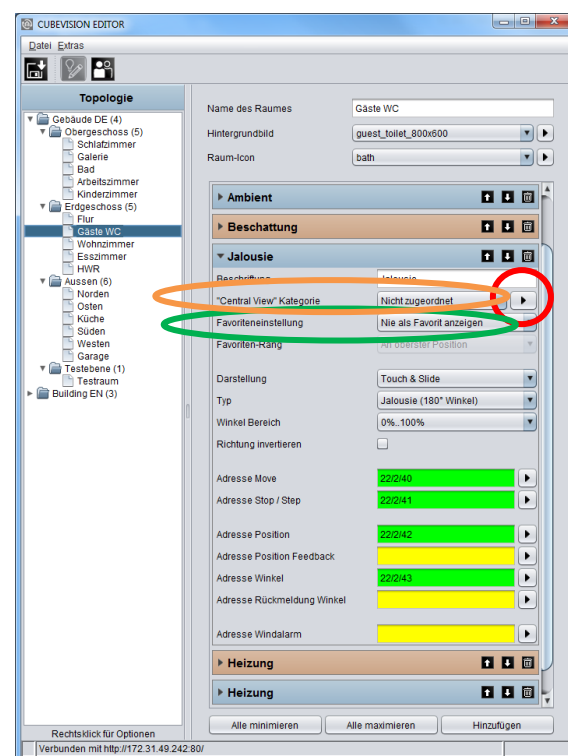 CUBEVISION EDITOR
Datei Extras
Topologie
Gebäude DE (4)
Obergeschoss (5)
Schlafzimmer
Galerie
Bad
Arbeitszimmer
Kinderzimmer
Erdgeschoss (5)
Flur
Gäste WC
Wohnzimmer
Esszimmer
HWR
Aussen (6)
Norden
Osten
Küche
Süden
Westen
Garage
Testebene (1)
Testraum
Building EN (3)
Rechtsklick für Optionen
Name des Raumes Gäste WC
Hintergrundbild guest_toilet_800x600
Raum-Icon bath
Ambient
Beschattung
Jalousie
Beschriftung Jalousie
"Central View" Kategorie Nicht zugeordnet
Favoriteneinstellung Nie als Favorit anzeigen
Favoriten-Rang An oberster Position
Darstellung Touch & Slide
Typ Jalousie (180° Winkel)
Winkel Bereich 0%..100%
Richtung invertieren
Adresse Move 22/2/40
Adresse Stop / Step 22/2/41
Adresse Position 22/2/42
Adresse Position Feedback
Adresse Winkel 22/2/43
Adresse Rückmeldung Winkel
Adresse Windalarm
Heizung
Heizung
Alle minimieren Alle maximieren Hinzufügen
Verbunden mit http://172.31.49.242:80/